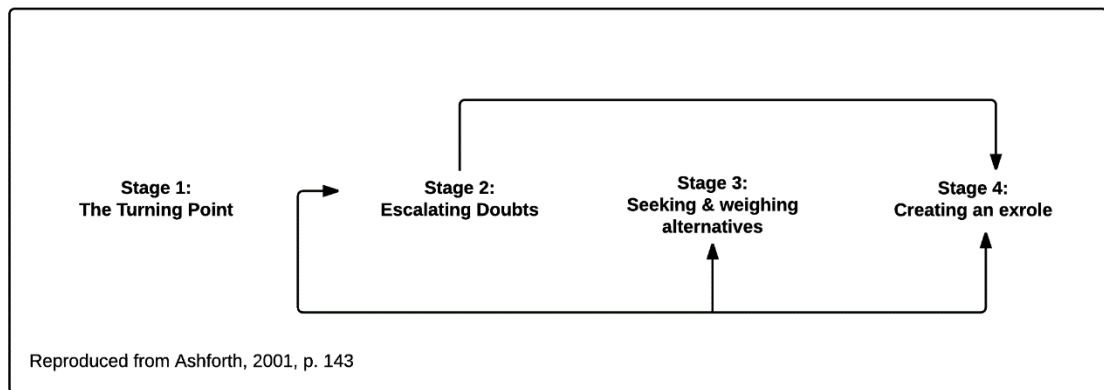 Stage 1:
The Turning Point
Stage 2:
Escalating Doubts
Stage 3:
Seeking & weighing
alternatives
Stage 4:
Creating an exrole
Reproduced from Ashforth, 2001, p. 143